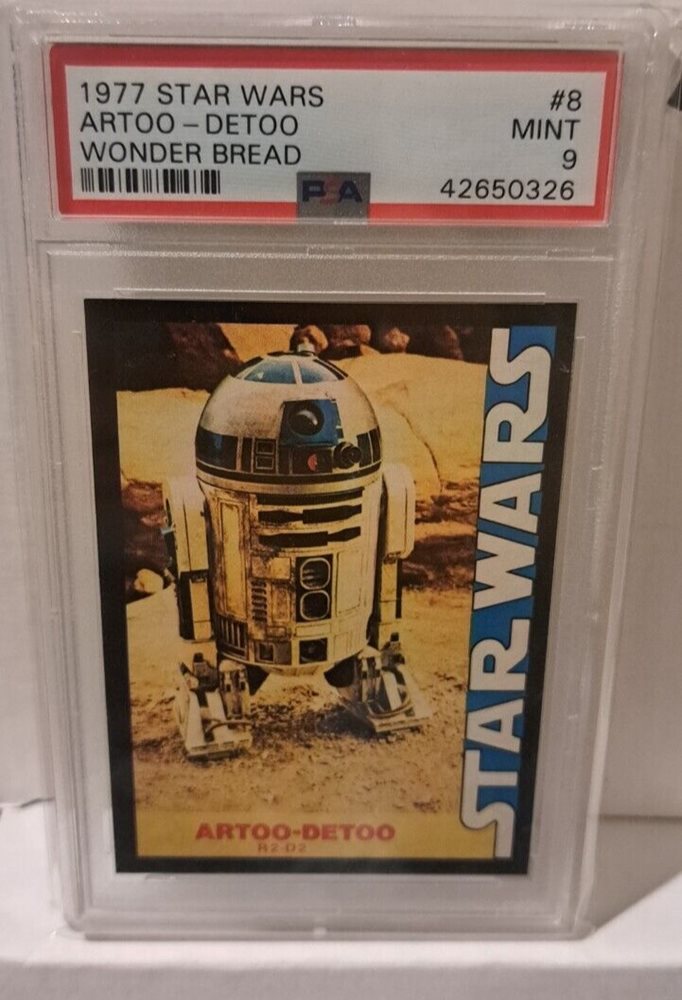 1977 STAR WARS #8
ARTOO-DETOO MINT
WONDER BREAD 9
PSA 42650326
STAR WARS
ARTOO-DETOO
R2-D2